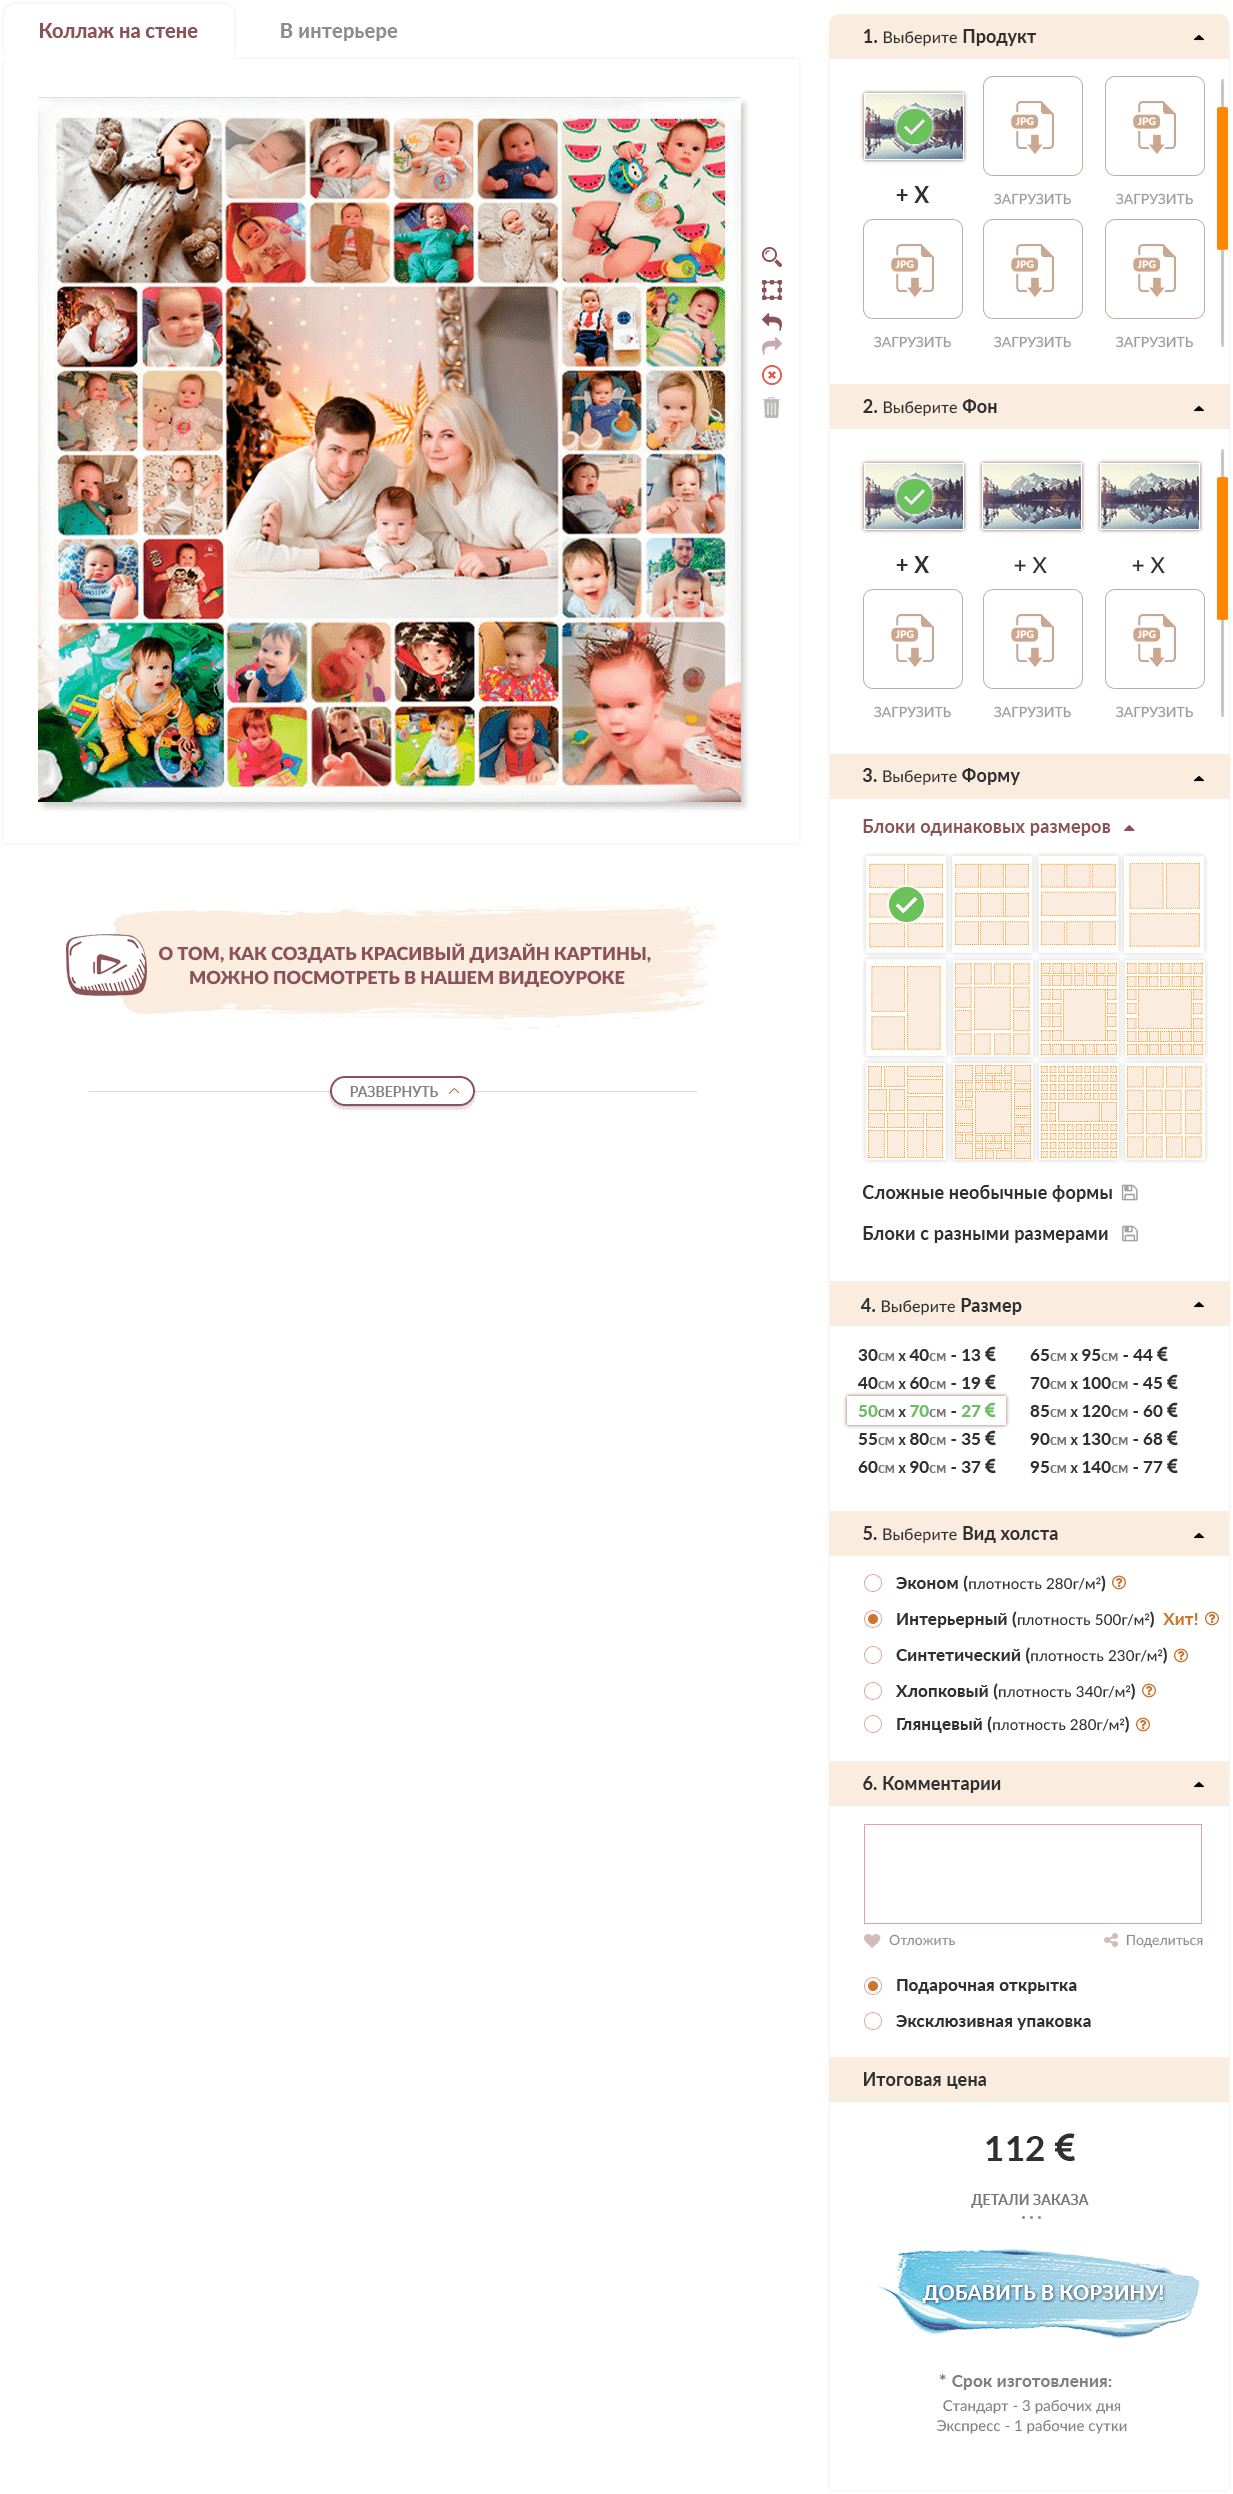 Коллаж на стене
В интерьере
О ТОМ, КАК СОЗДАТЬ КРАСИВЫЙ ДИЗАЙН КАРТИНЫ,
МОЖНО ПОСМОТРЕТЬ В НАШЕМ ВИДЕОУРОКЕ
РАЗВЕРНУТЬ
1. Выберите Продукт
JPG JPG
+ X ЗАГРУЗИТЬ ЗАГРУЗИТЬ
JPG JPG JPG
ЗАГРУЗИТЬ ЗАГРУЗИТЬ ЗАГРУЗИТЬ
2. Выберите Фон
+ X + X + X
JPG JPG JPG
ЗАГРУЗИТЬ ЗАГРУЗИТЬ ЗАГРУЗИТЬ
3. Выберите Форму
Блоки одинаковых размеров
Сложные необычные формы
Блоки с разными размерами
4. Выберите Размер
30см x 40см - 13 €
40см x 60см - 19 €
50см x 70см - 27 €
55см x 80см - 35 €
60см x 90см - 37 €
65см x 95см - 44 €
70см x 100см - 45 €
85см x 120см - 60 €
90см x 130см - 68 €
95см x 140см - 77 €
5. Выберите Вид холста
Эконом (плотность 280г/м²) ?
Интерьерный (плотность 500г/м²) Хит! ?
Синтетический (плотность 230г/м²) ?
Хлопковый (плотность 340г/м²) ?
Глянцевый (плотность 280г/м²) ?
6. Комментарии
Отложить
Поделиться
Подарочная открытка
Эксклюзивная упаковка
Итоговая цена
112 €
ДЕТАЛИ ЗАКАЗА
...
ДОБАВИТЬ В КОРЗИНУ!
* Срок изготовления:
Стандарт - 3 рабочих дня
Экспресс - 1 рабочие сутки